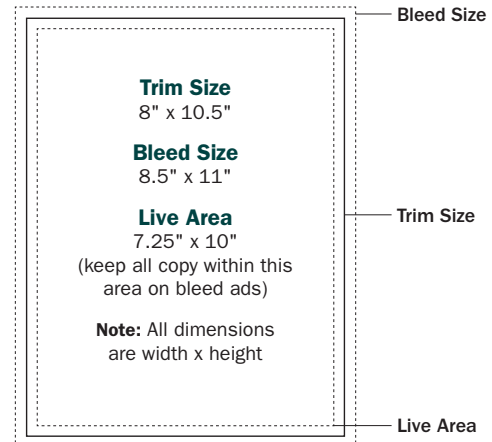 Bleed Size
Trim Size
8" x 10.5"
Bleed Size
8.5" x 11"
Live Area
7.25" x 10"
(keep all copy within this
area on bleed ads)
Note: All dimensions
are width x height
Trim Size
Live Area